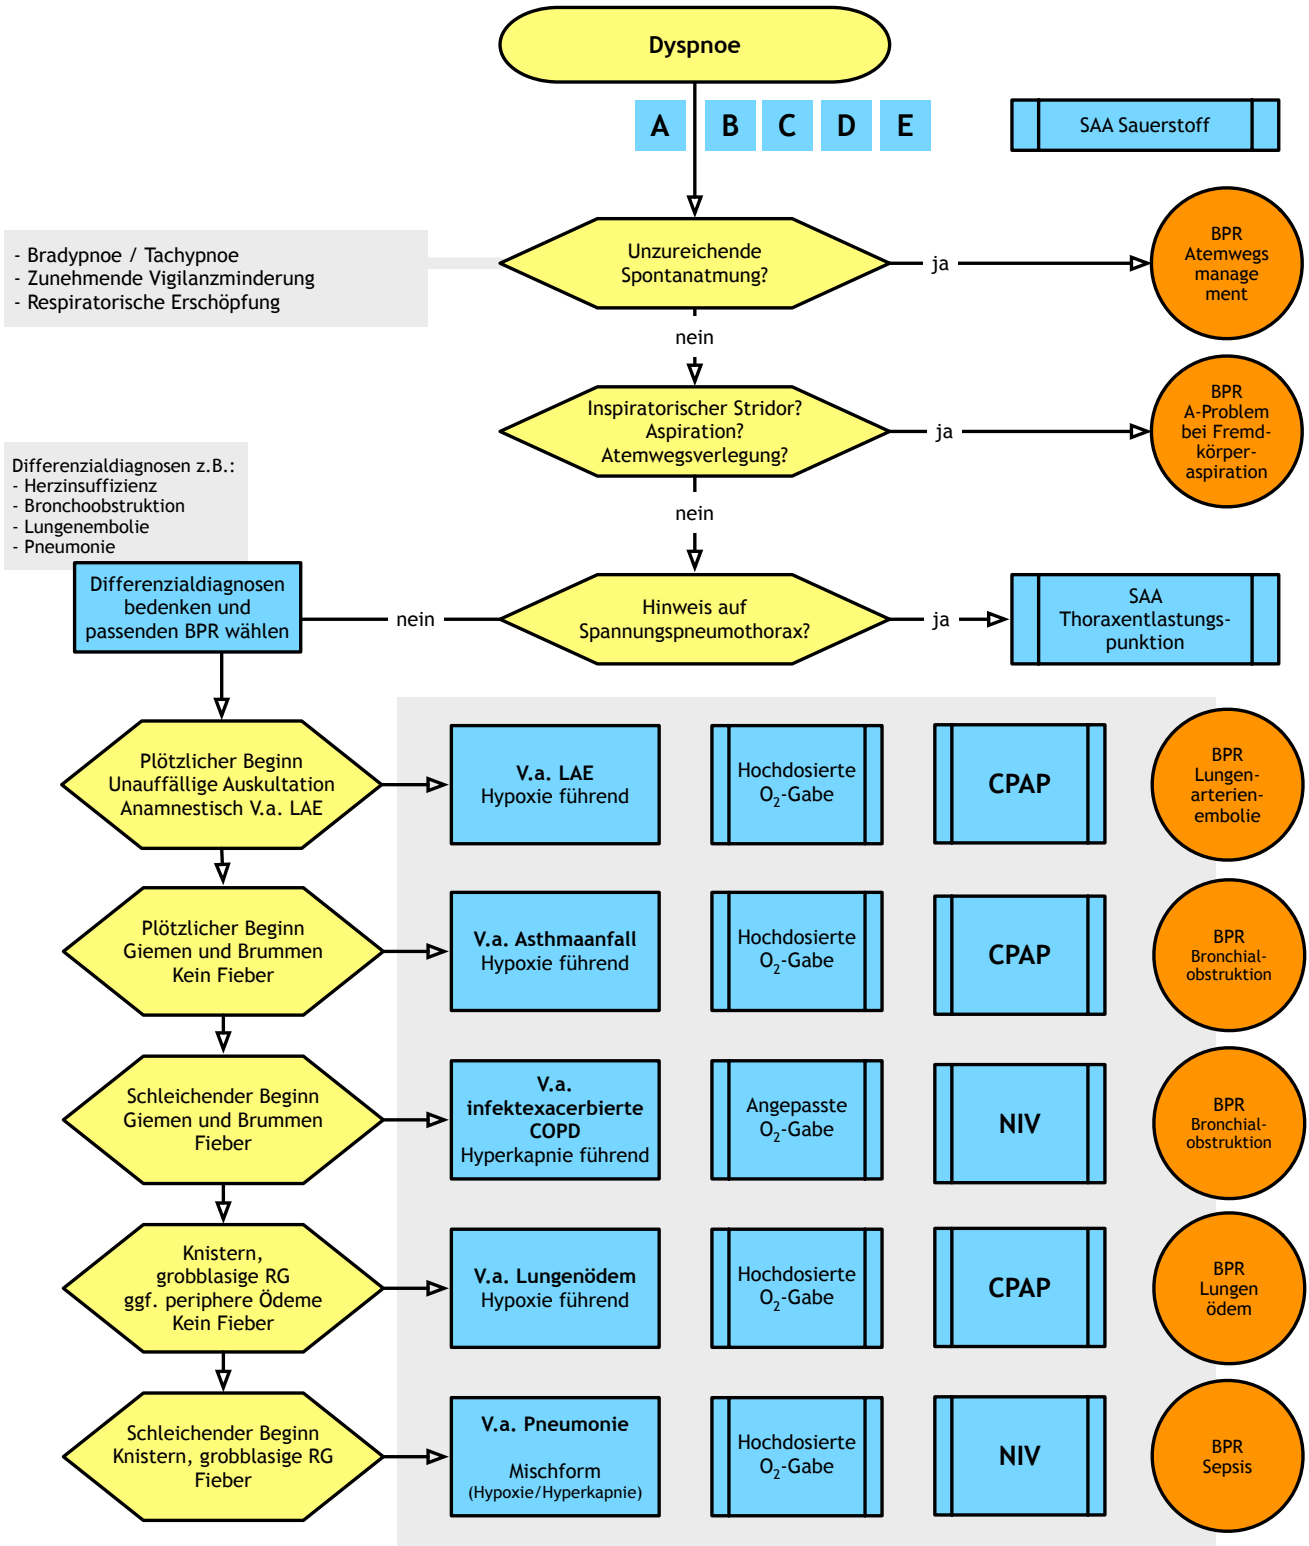 Dyspnoe
A B C D E
SAA Sauerstoff
- Bradypnoe / Tachypnoe
- Zunehmende Vigilanzminderung
- Respiratorische Erschöpfung
Unzureichende
Spontanatmung?
ja
BPR
Atemwegs
manage
ment
nein
Inspiratorischer Stridor?
Aspiration?
Atemwegsverlegung?
ja
BPR
A-Problem
bei Fremd-
körper-
aspiration
nein
Differenzialdiagnosen z.B.:
- Herzinsuffizienz
- Bronchoobstruktion
- Lungenembolie
- Pneumonie
Differenzialdiagnosen
bedenken und
passenden BPR wählen
nein
Hinweis auf
Spannungspneumothorax?
ja
SAA
Thoraxentlastungs-
punktion
Plötzlicher Beginn
Unauffällige Auskultation
Anamnestisch V.a. LAE
V.a. LAE
Hypoxie führend
Hochdosierte
O₂-Gabe
CPAP
BPR
Lungen-
arterien-
embolie
Plötzlicher Beginn
Giemen und Brummen
Kein Fieber
V.a. Asthmaanfall
Hypoxie führend
Hochdosierte
O₂-Gabe
CPAP
BPR
Bronchial-
obstruktion
Schleichender Beginn
Giemen und Brummen
Fieber
V.a.
infektexacerbierte
COPD
Hyperkapnie führend
Angepasste
O₂-Gabe
NIV
BPR
Bronchial-
obstruktion
Knistern,
grobblasige RG
ggf. periphere Ödeme
Kein Fieber
V.a. Lungenödem
Hypoxie führend
Hochdosierte
O₂-Gabe
CPAP
BPR
Lungen
ödem
Schleichender Beginn
Knistern, grobblasige RG
Fieber
V.a. Pneumonie
Mischform
(Hypoxie/Hyperkapnie)
Hochdosierte
O₂-Gabe
NIV
BPR
Sepsis